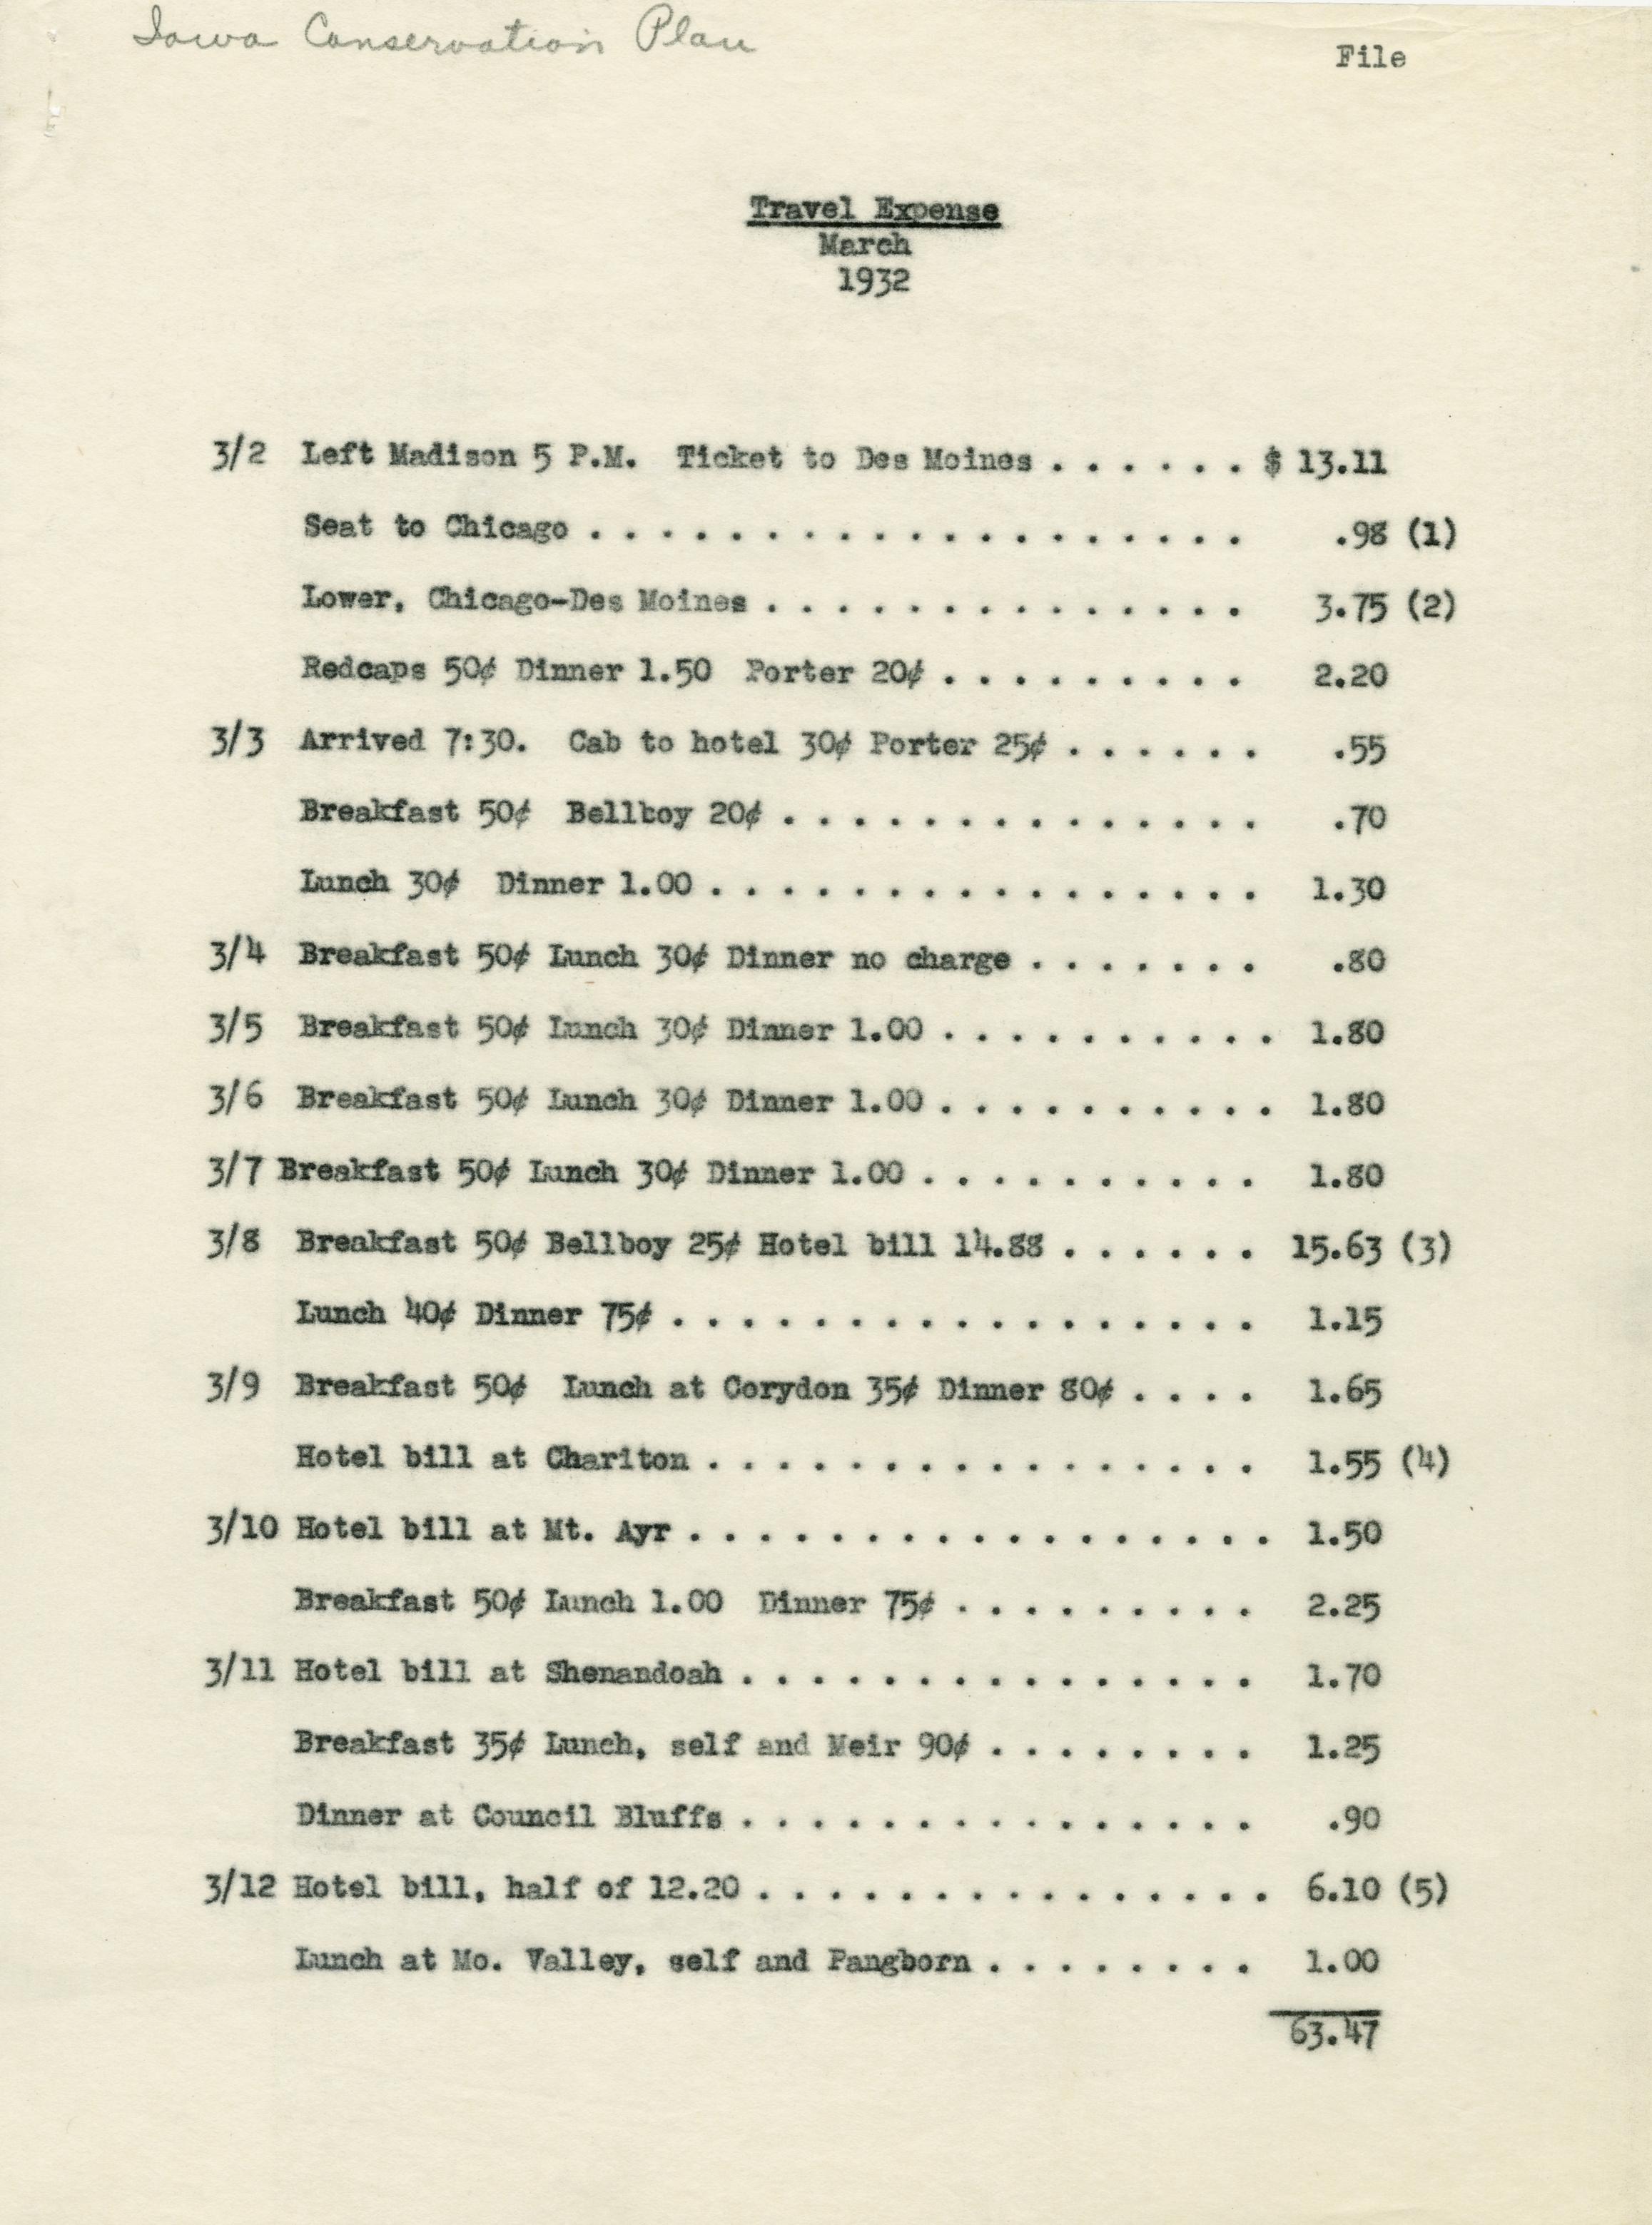 Iowa Conservation Plan
File
Travel Expense
March
1932
3/2 Left Madison 5 P.M. Ticket to Des Moines . . . . . . $ 13.11
Seat to Chicago . . . . . . . . . . . . . . . . . . . .98 (1)
Lower, Chicago-Des Moines . . . . . . . . . . . . . . 3.75 (2)
Redcaps 50¢ Dinner 1.50 Porter 20¢ . . . . . . . . . 2.20
3/3 Arrived 7:30. Cab to hotel 30¢ Porter 25¢ . . . . . . .55
Breakfast 50¢ Bellboy 20¢ . . . . . . . . . . . . . . .70
Lunch 30¢ Dinner 1.00 . . . . . . . . . . . . . . . . 1.30
3/4 Breakfast 50¢ Lunch 30¢ Dinner no charge . . . . . . . .80
3/5 Breakfast 50¢ Lunch 30¢ Dinner 1.00 . . . . . . . . . . 1.80
3/6 Breakfast 50¢ Lunch 30¢ Dinner 1.00 . . . . . . . . . . 1.80
3/7 Breakfast 50¢ Lunch 30¢ Dinner 1.00 . . . . . . . . . . 1.80
3/8 Breakfast 50¢ Bellboy 25¢ Hotel bill 14.88 . . . . . . 15.63 (3)
Lunch 40¢ Dinner 75¢ . . . . . . . . . . . . . . . . . 1.15
3/9 Breakfast 50¢ Lunch at Corydon 35¢ Dinner 80¢ . . . . 1.65
Hotel bill at Chariton . . . . . . . . . . . . . . . . 1.55 (4)
3/10 Hotel bill at Mt. Ayr . . . . . . . . . . . . . . . . . 1.50
Breakfast 50¢ Lunch 1.00 Dinner 75¢ . . . . . . . . . 2.25
3/11 Hotel bill at Shenandoah . . . . . . . . . . . . . . . 1.70
Breakfast 35¢ Lunch, self and Meir 90¢ . . . . . . . . 1.25
Dinner at Council Bluffs . . . . . . . . . . . . . . . .90
3/12 Hotel bill, half of 12.20 . . . . . . . . . . . . . . . 6.10 (5)
Lunch at Mo. Valley, self and Pangborn . . . . . . . . 1.00
63.47